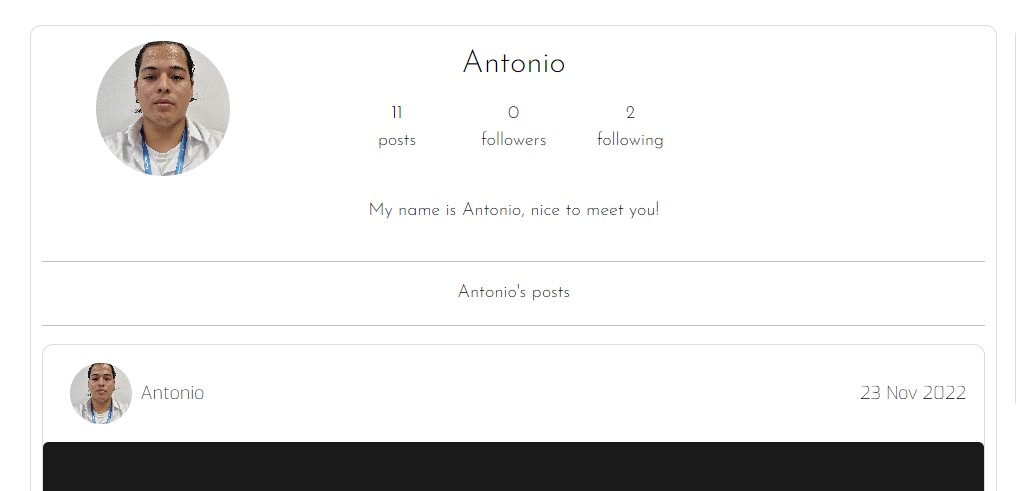 Antonio
11
0
2
posts
followers
following
My name is Antonio, nice to meet you!
Antonio's posts
Antonio
23 Nov 2022